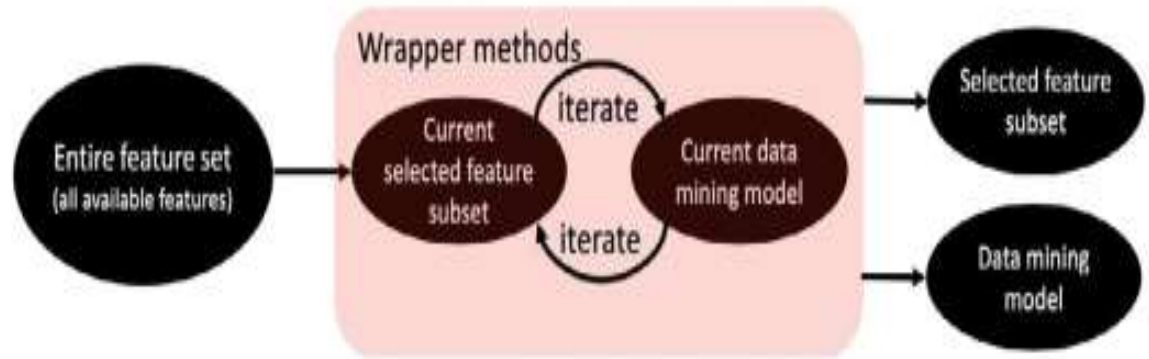 Entire feature set
(all available features)
Wrapper methods
iterate
Current
selected feature
subset
Current data
mining model
iterate
Selected feature
subset
Data mining
model